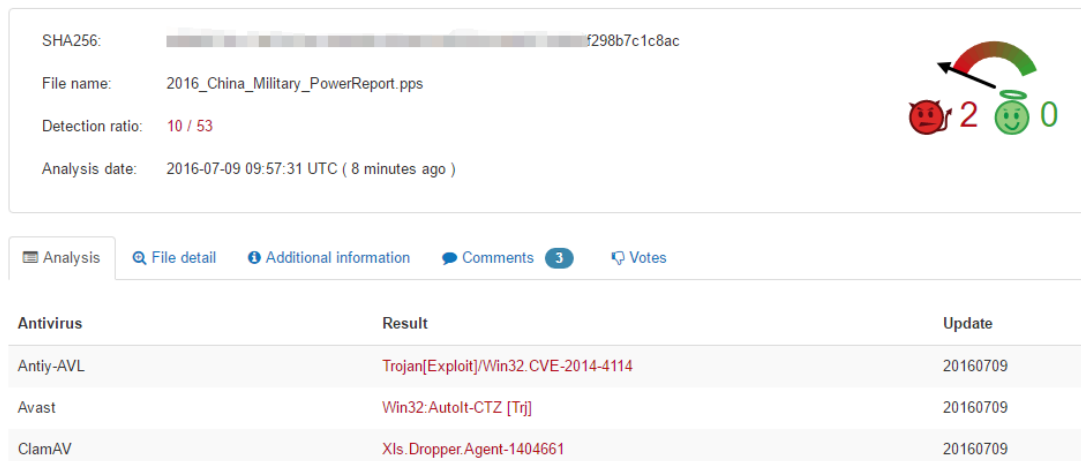 SHA256: f298b7c1c8ac
File name: 2016_China_Military_PowerReport.pps
Detection ratio: 10 / 53
Analysis date: 2016-07-09 09:57:31 UTC ( 8 minutes ago )
2 0
Analysis File detail Additional information Comments 3 Votes
Antivirus Result Update
Antiy-AVL Trojan[Exploit]/Win32.CVE-2014-4114 20160709
Avast Win32:AutoIt-CTZ [Trj] 20160709
ClamAV Xls.Dropper.Agent-1404661 20160709